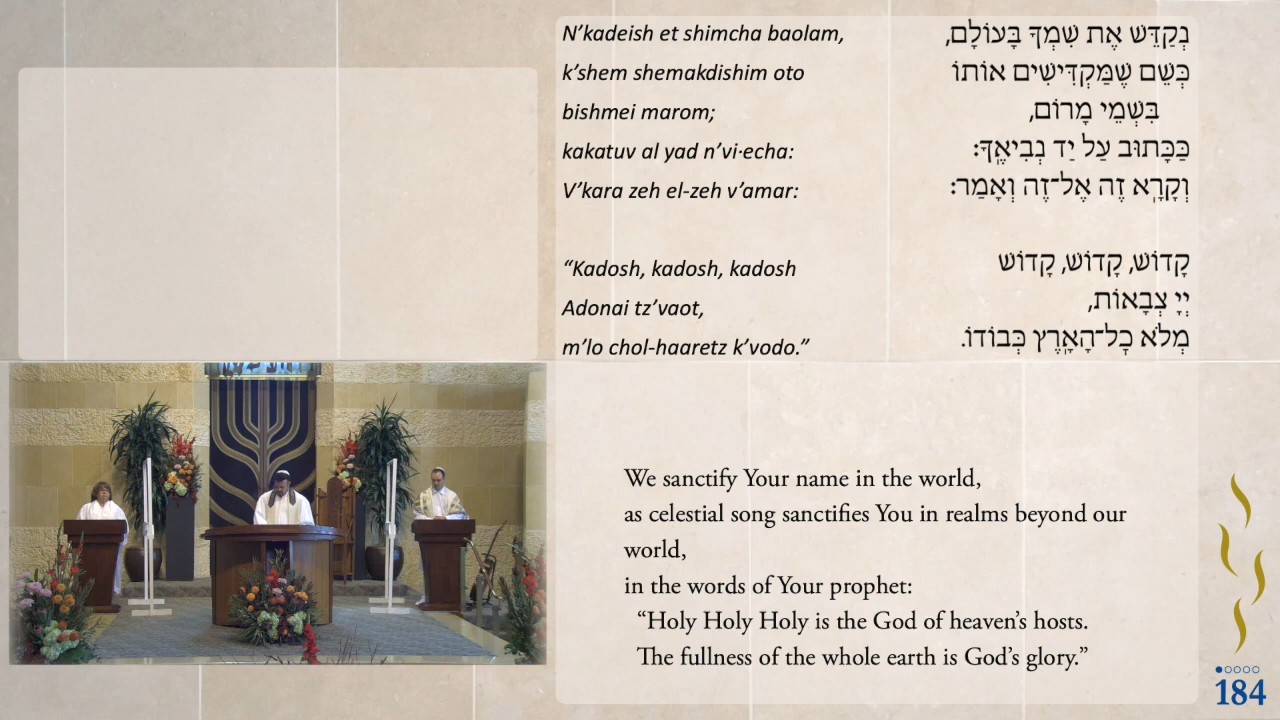 N’kadeish et shimcha baolam,
k’shem shemakdishim oto
bishmei marom;
kakatuv al yad n’vi·echa:
V’kara zeh el-zeh v’amar:
“Kadosh, kadosh, kadosh
Adonai tz’vaot,
m’lo chol-haaretz k’vodo.”
נְקַדֵּשׁ אֶת שִׁמְךָ בָּעוֹלָם,
כְּשֵׁם שֶׁמַּקְדִּישִׁים אוֹתוֹ
בִּשְׁמֵי מָרוֹם,
כַּכָּתוּב עַל יַד נְבִיאֶֽךָ:
וְקָרָֽא זֶה אֶל־זֶה וְאָמַר:
קָדוֹשׁ, קָדוֹשׁ, קָדוֹשׁ
יְיָ צְבָאוֹת,
מְלֹא כָל־הָאָֽרֶץ כְּבוֹדוֹ.
We sanctify Your name in the world,
as celestial song sanctifies You in realms beyond our
world,
in the words of Your prophet:
“Holy Holy Holy is the God of heaven’s hosts.
The fullness of the whole earth is God’s glory.”
184